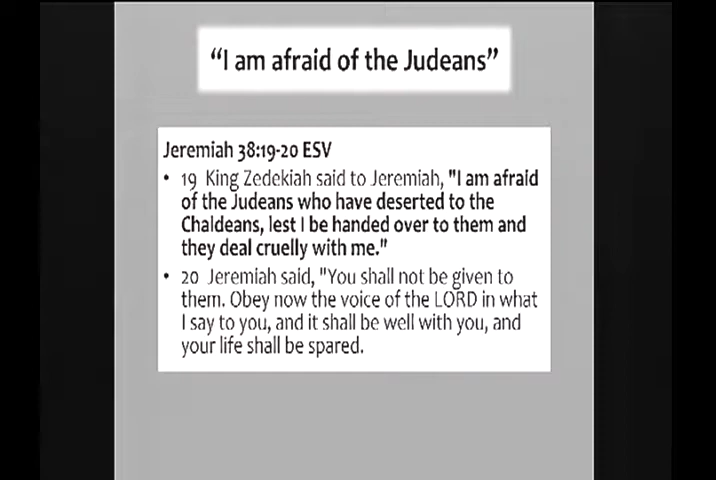 “I am afraid of the Judeans”
Jeremiah 38:19-20 ESV
• 19 King Zedekiah said to Jeremiah, "I am afraid
of the Judeans who have deserted to the
Chaldeans, lest I be handed over to them and
they deal cruelly with me."
• 20 Jeremiah said, "You shall not be given to
them. Obey now the voice of the LORD in what
I say to you, and it shall be well with you, and
your life shall be spared.